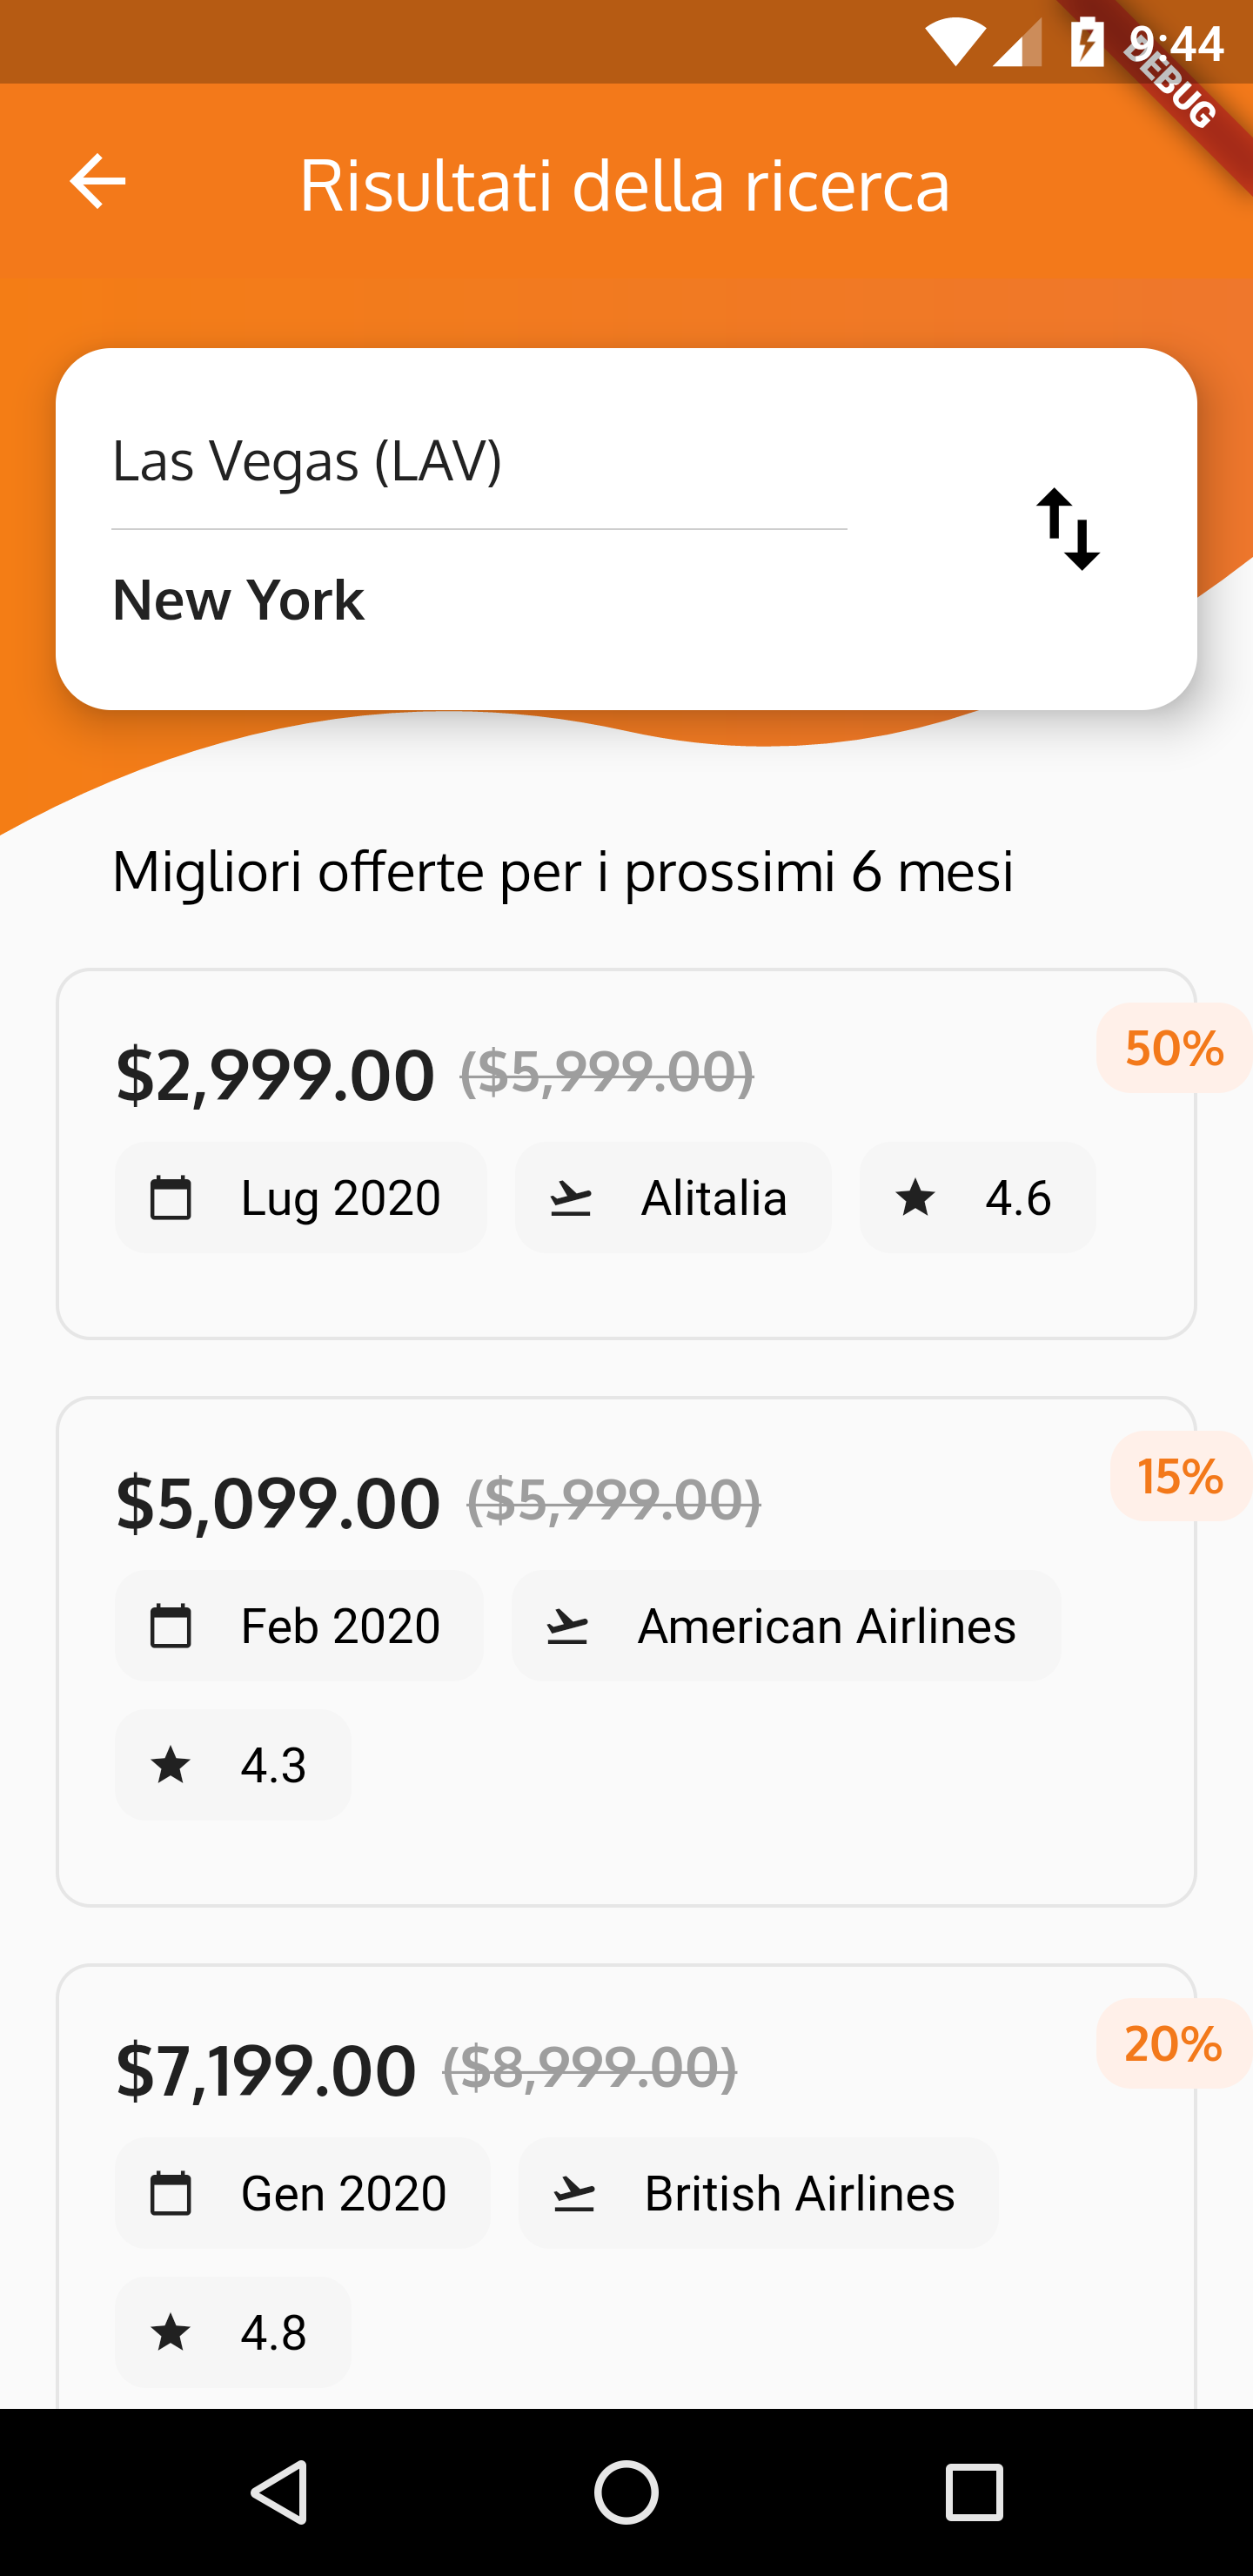 9:44
DEBUG
Risultati della ricerca
Las Vegas (LAV)
New York
Migliori offerte per i prossimi 6 mesi
50%
$2,999.00 ($5,999.00)
Lug 2020 Alitalia 4.6
15%
$5,099.00 ($5,999.00)
Feb 2020 American Airlines
4.3
20%
$7,199.00 ($8,999.00)
Gen 2020 British Airlines
4.8